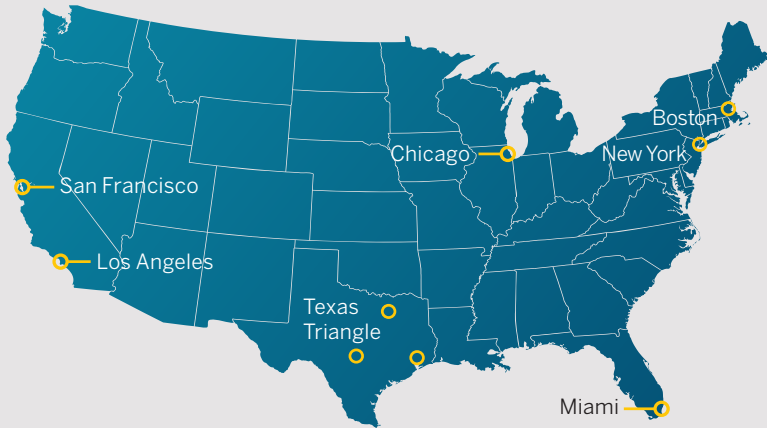 Boston
Chicago
New York
San Francisco
Los Angeles
Texas
Triangle
Miami